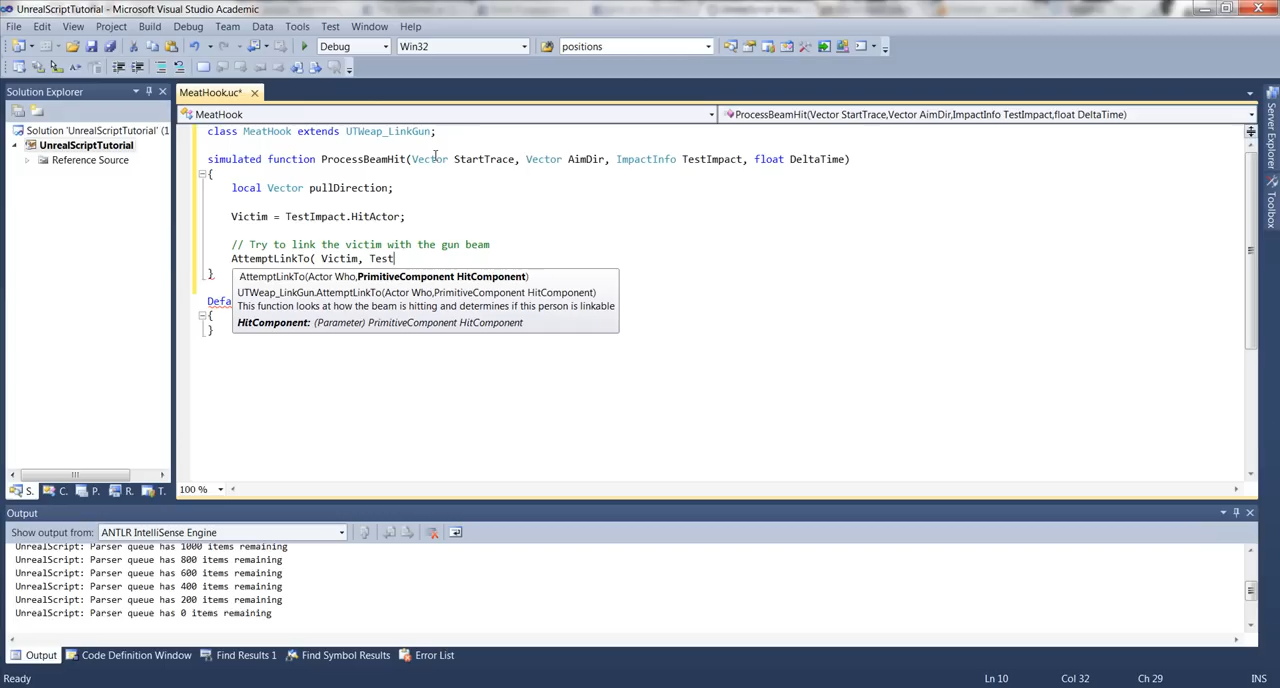 UnrealScriptTutorial - Microsoft Visual Studio Academic
File Edit View Project Build Debug Team Data Tools Test Window Help
Debug Win32 positions
Solution Explorer
MeatHook.uc*
MeatHook ProcessBeamHit(Vector StartTrace,Vector AimDir,ImpactInfo TestImpact,float DeltaTime)
Solution 'UnrealScriptTutorial' (1
UnrealScriptTutorial
Reference Source
class MeatHook extends UTWeap_LinkGun;
simulated function ProcessBeamHit(Vector StartTrace, Vector AimDir, ImpactInfo TestImpact, float DeltaTime)
{
local Vector pullDirection;
Victim = TestImpact.HitActor;
// Try to link the victim with the gun beam
AttemptLinkTo( Victim, Test
}
AttemptLinkTo(Actor Who,PrimitiveComponent HitComponent)
UTWeap_LinkGun.AttemptLinkTo(Actor Who,PrimitiveComponent HitComponent)
This function looks at how the beam is hitting and determines if this person is linkable
HitComponent: (Parameter) PrimitiveComponent HitComponent
Defa
{
}
Server Explorer
Toolbox
S. C. P. R. T.
100 %
Output
Show output from: ANTLR IntelliSense Engine
UnrealScript: Parser queue has 1000 items remaining
UnrealScript: Parser queue has 800 items remaining
UnrealScript: Parser queue has 600 items remaining
UnrealScript: Parser queue has 400 items remaining
UnrealScript: Parser queue has 200 items remaining
UnrealScript: Parser queue has 0 items remaining
Output Code Definition Window Find Results 1 Find Symbol Results Error List
Ready Ln 10 Col 32 Ch 29 INS